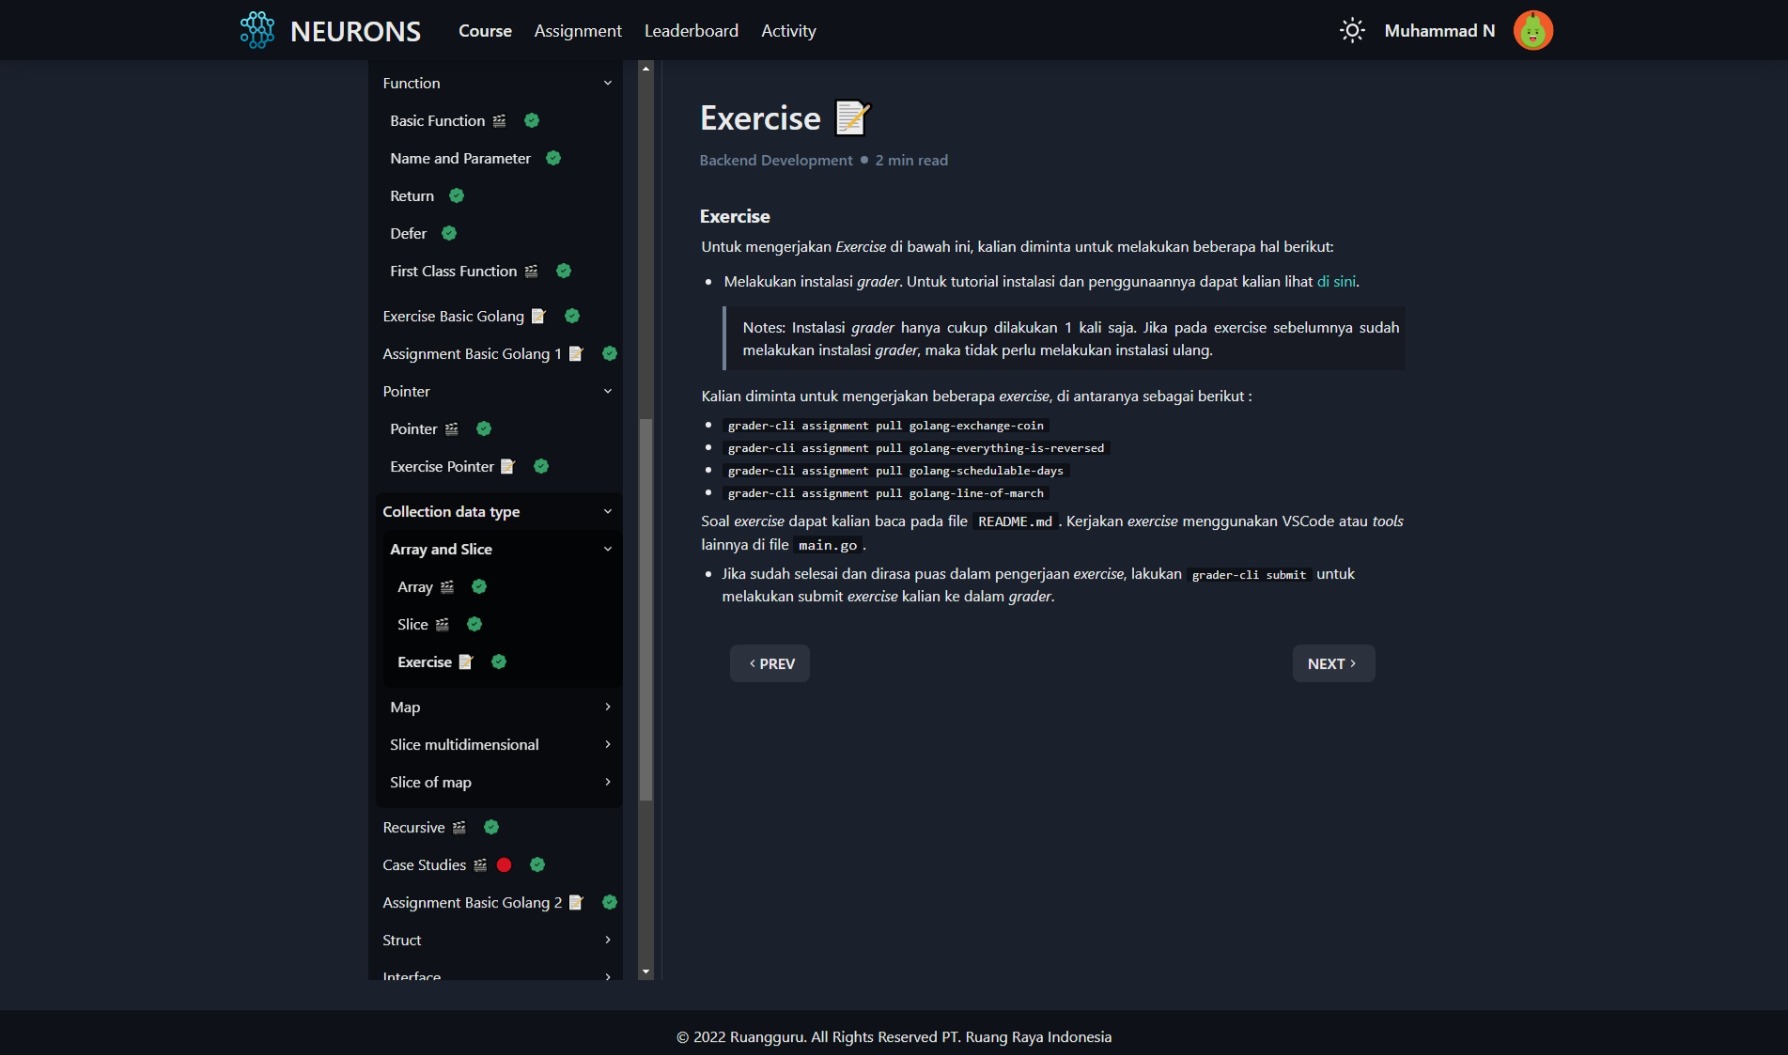 NEURONS Course Assignment Leaderboard Activity Muhammad N
Function
Basic Function
Name and Parameter
Return
Defer
First Class Function
Exercise Basic Golang
Assignment Basic Golang 1
Pointer
Pointer
Exercise Pointer
Collection data type
Array and Slice
Array
Slice
Exercise
Map
Slice multidimensional
Slice of map
Recursive
Case Studies
Assignment Basic Golang 2
Struct
Interface
Exercise
Backend Development • 2 min read
Exercise
Untuk mengerjakan Exercise di bawah ini, kalian diminta untuk melakukan beberapa hal berikut:
• Melakukan instalasi grader. Untuk tutorial instalasi dan penggunaannya dapat kalian lihat di sini.
Notes: Instalasi grader hanya cukup dilakukan 1 kali saja. Jika pada exercise sebelumnya sudah
melakukan instalasi grader, maka tidak perlu melakukan instalasi ulang.
Kalian diminta untuk mengerjakan beberapa exercise, di antaranya sebagai berikut :
• grader-cli assignment pull golang-exchange-coin
• grader-cli assignment pull golang-everything-is-reversed
• grader-cli assignment pull golang-schedulable-days
• grader-cli assignment pull golang-line-of-march
Soal exercise dapat kalian baca pada file README.md . Kerjakan exercise menggunakan VSCode atau tools
lainnya di file main.go .
• Jika sudah selesai dan dirasa puas dalam pengerjaan exercise, lakukan grader-cli submit untuk
melakukan submit exercise kalian ke dalam grader.
‹ PREV NEXT ›
© 2022 Ruangguru. All Rights Reserved PT. Ruang Raya Indonesia